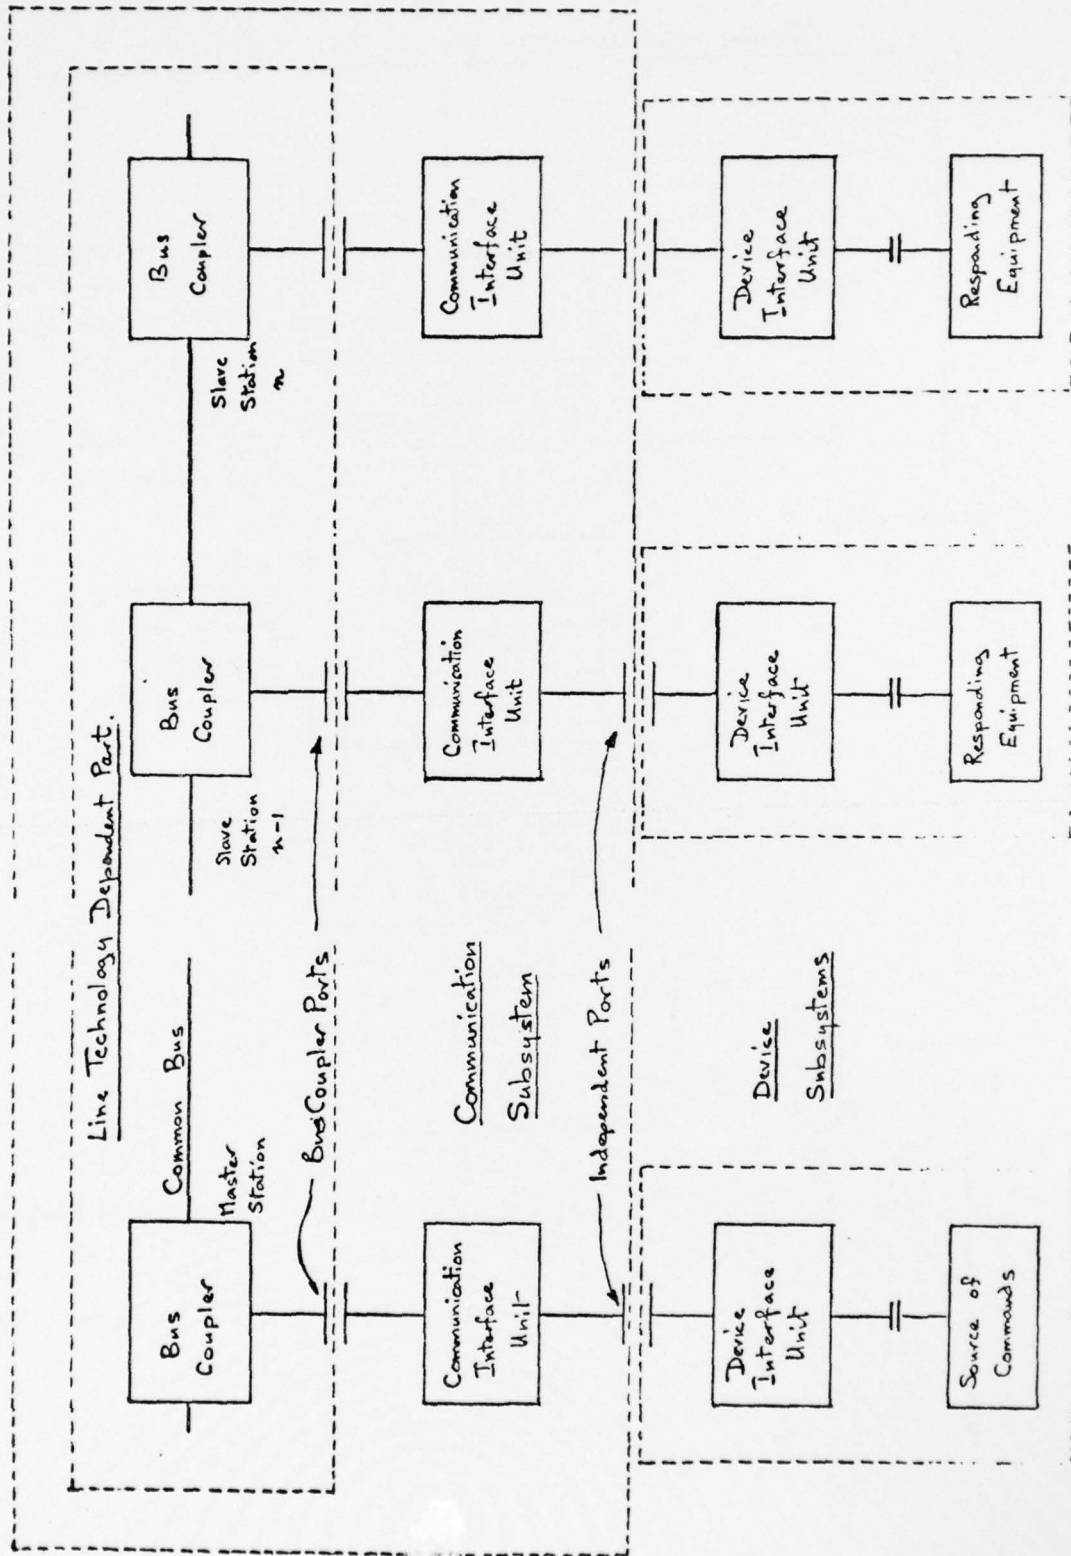 Line Technology Dependent Part.
Bus
Coupler
Common Bus
Bus
Coupler
Bus
Coupler
Master
Station
Slave
Station
n-1
Slave
Station
n
Bus Coupler Ports
Communication
Interface
Unit
Communication
Subsystem
Communication
Interface
Unit
Communication
Interface
Unit
Independent Ports
Device
Interface
Unit
Device
Subsystems
Device
Interface
Unit
Device
Interface
Unit
Source of
Commands
Responding
Equipment
Responding
Equipment